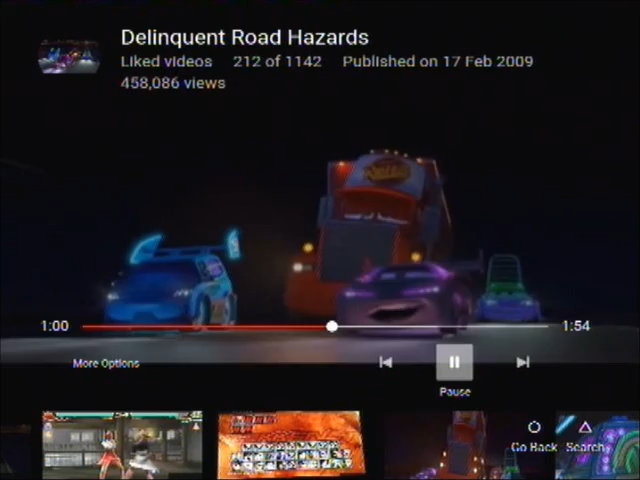 Delinquent Road Hazards
Liked videos 212 of 1142 Published on 17 Feb 2009
458,086 views
1:00
1:54
More Options
Pause
Go Back Search